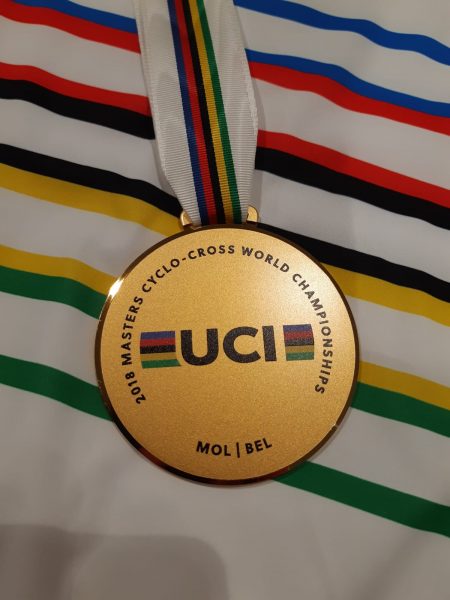 2018 MASTERS CYCLO-CROSS WORLD CHAMPIONSHIPS
UCI
MOL | BEL